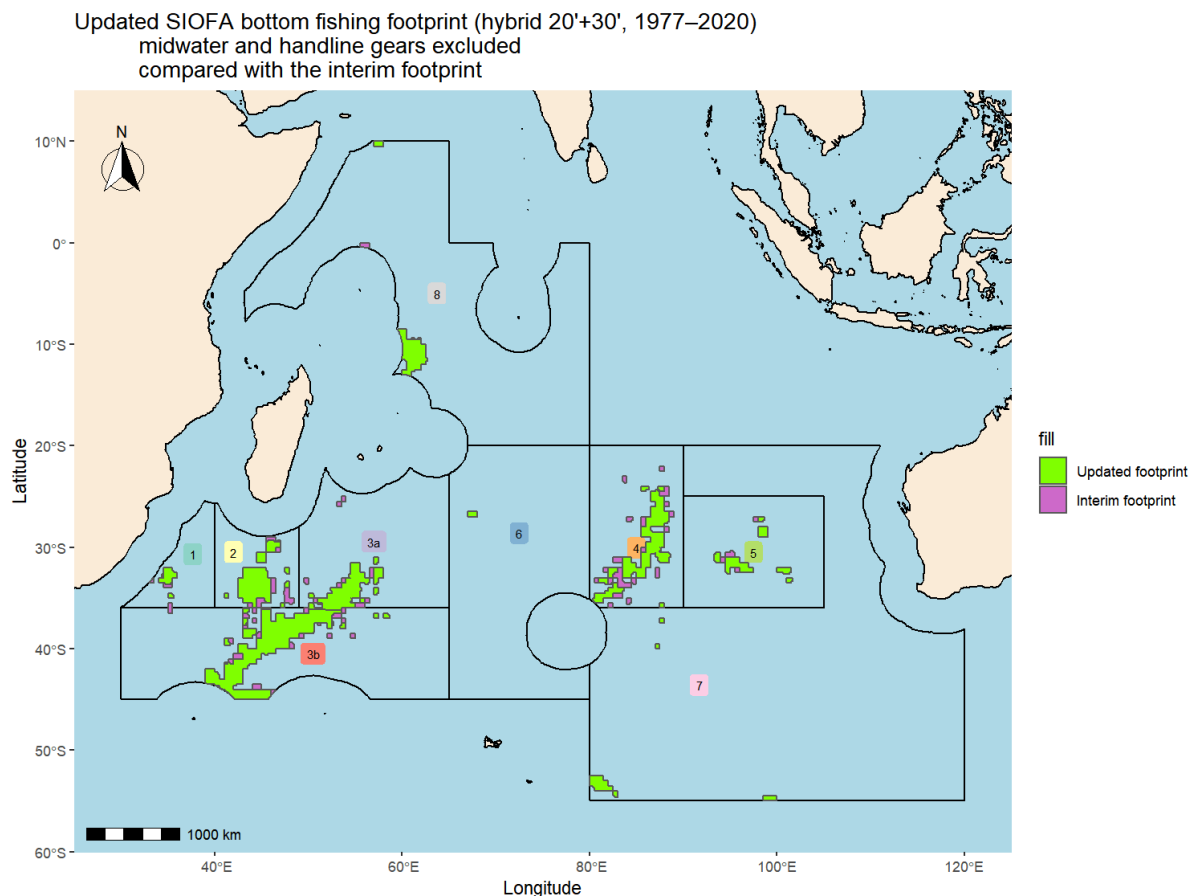 Updated SIOFA bottom fishing footprint (hybrid 20'+30', 1977–2020)
midwater and handline gears excluded
compared with the interim footprint
N
10°N
0°
10°S
20°S
30°S
40°S
50°S
60°S
Latitude
8
1
2
3a
6
4
5
3b
7
1000 km
40°E
60°E
80°E
100°E
120°E
Longitude
fill
Updated footprint
Interim footprint